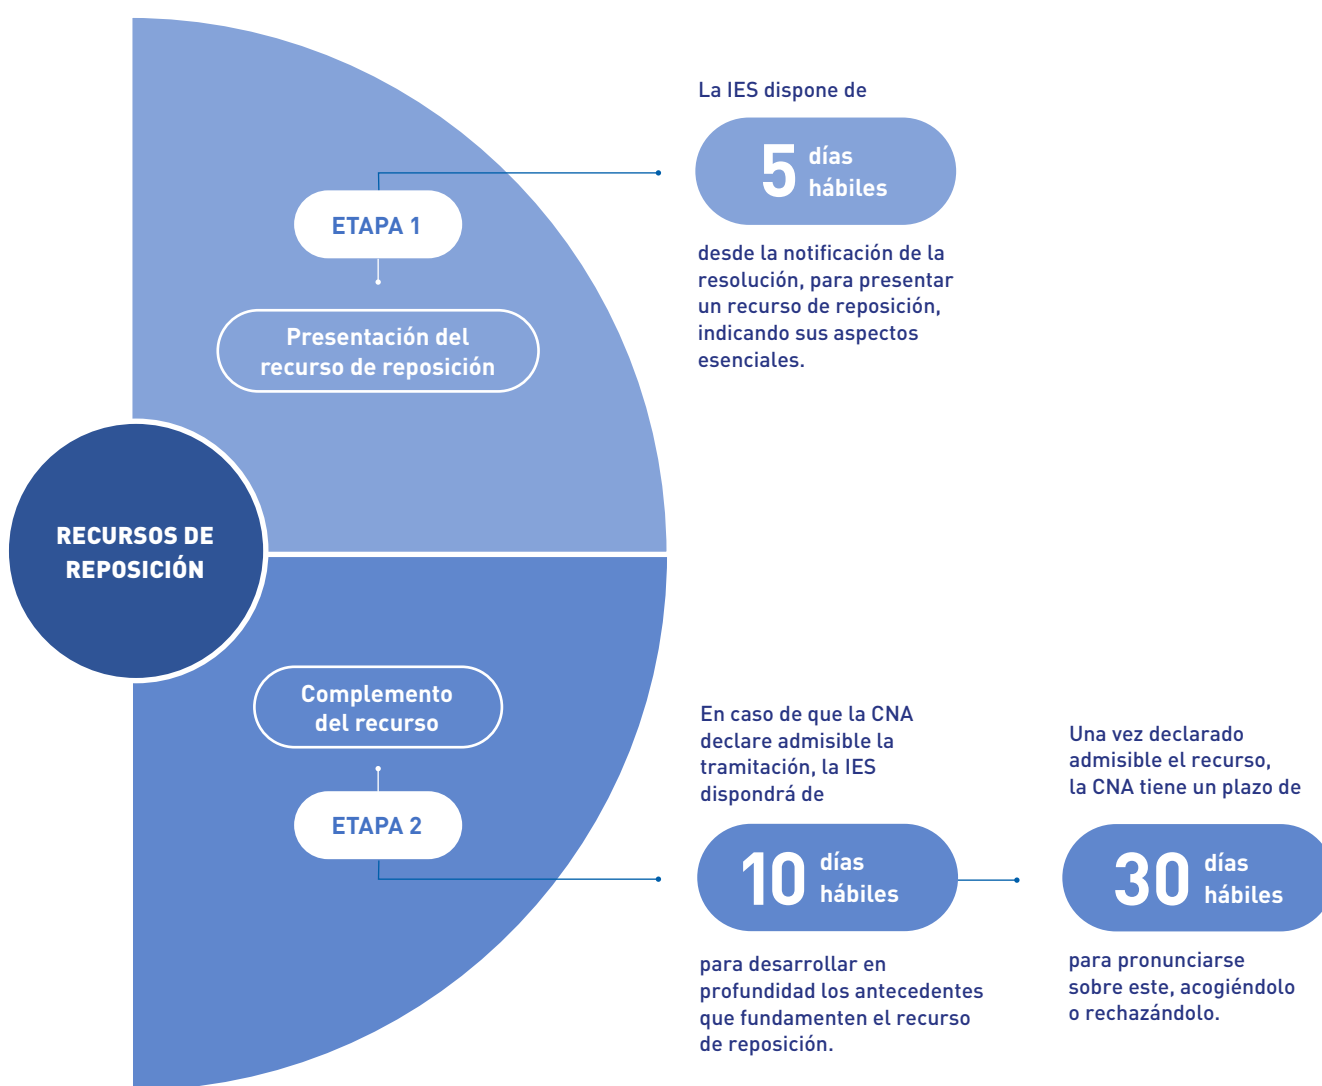 La IES dispone de
5 días
hábiles
desde la notificación de la
resolución, para presentar
un recurso de reposición,
indicando sus aspectos
esenciales.
ETAPA 1
Presentación del
recurso de reposición
RECURSOS DE
REPOSICIÓN
Complemento
del recurso
ETAPA 2
En caso de que la CNA
declare admisible la
tramitación, la IES
dispondrá de
10 días
hábiles
para desarrollar en
profundidad los antecedentes
que fundamenten el recurso
de reposición.
Una vez declarado
admisible el recurso,
la CNA tiene un plazo de
30 días
hábiles
para pronunciarse
sobre este, acogiéndolo
o rechazándolo.